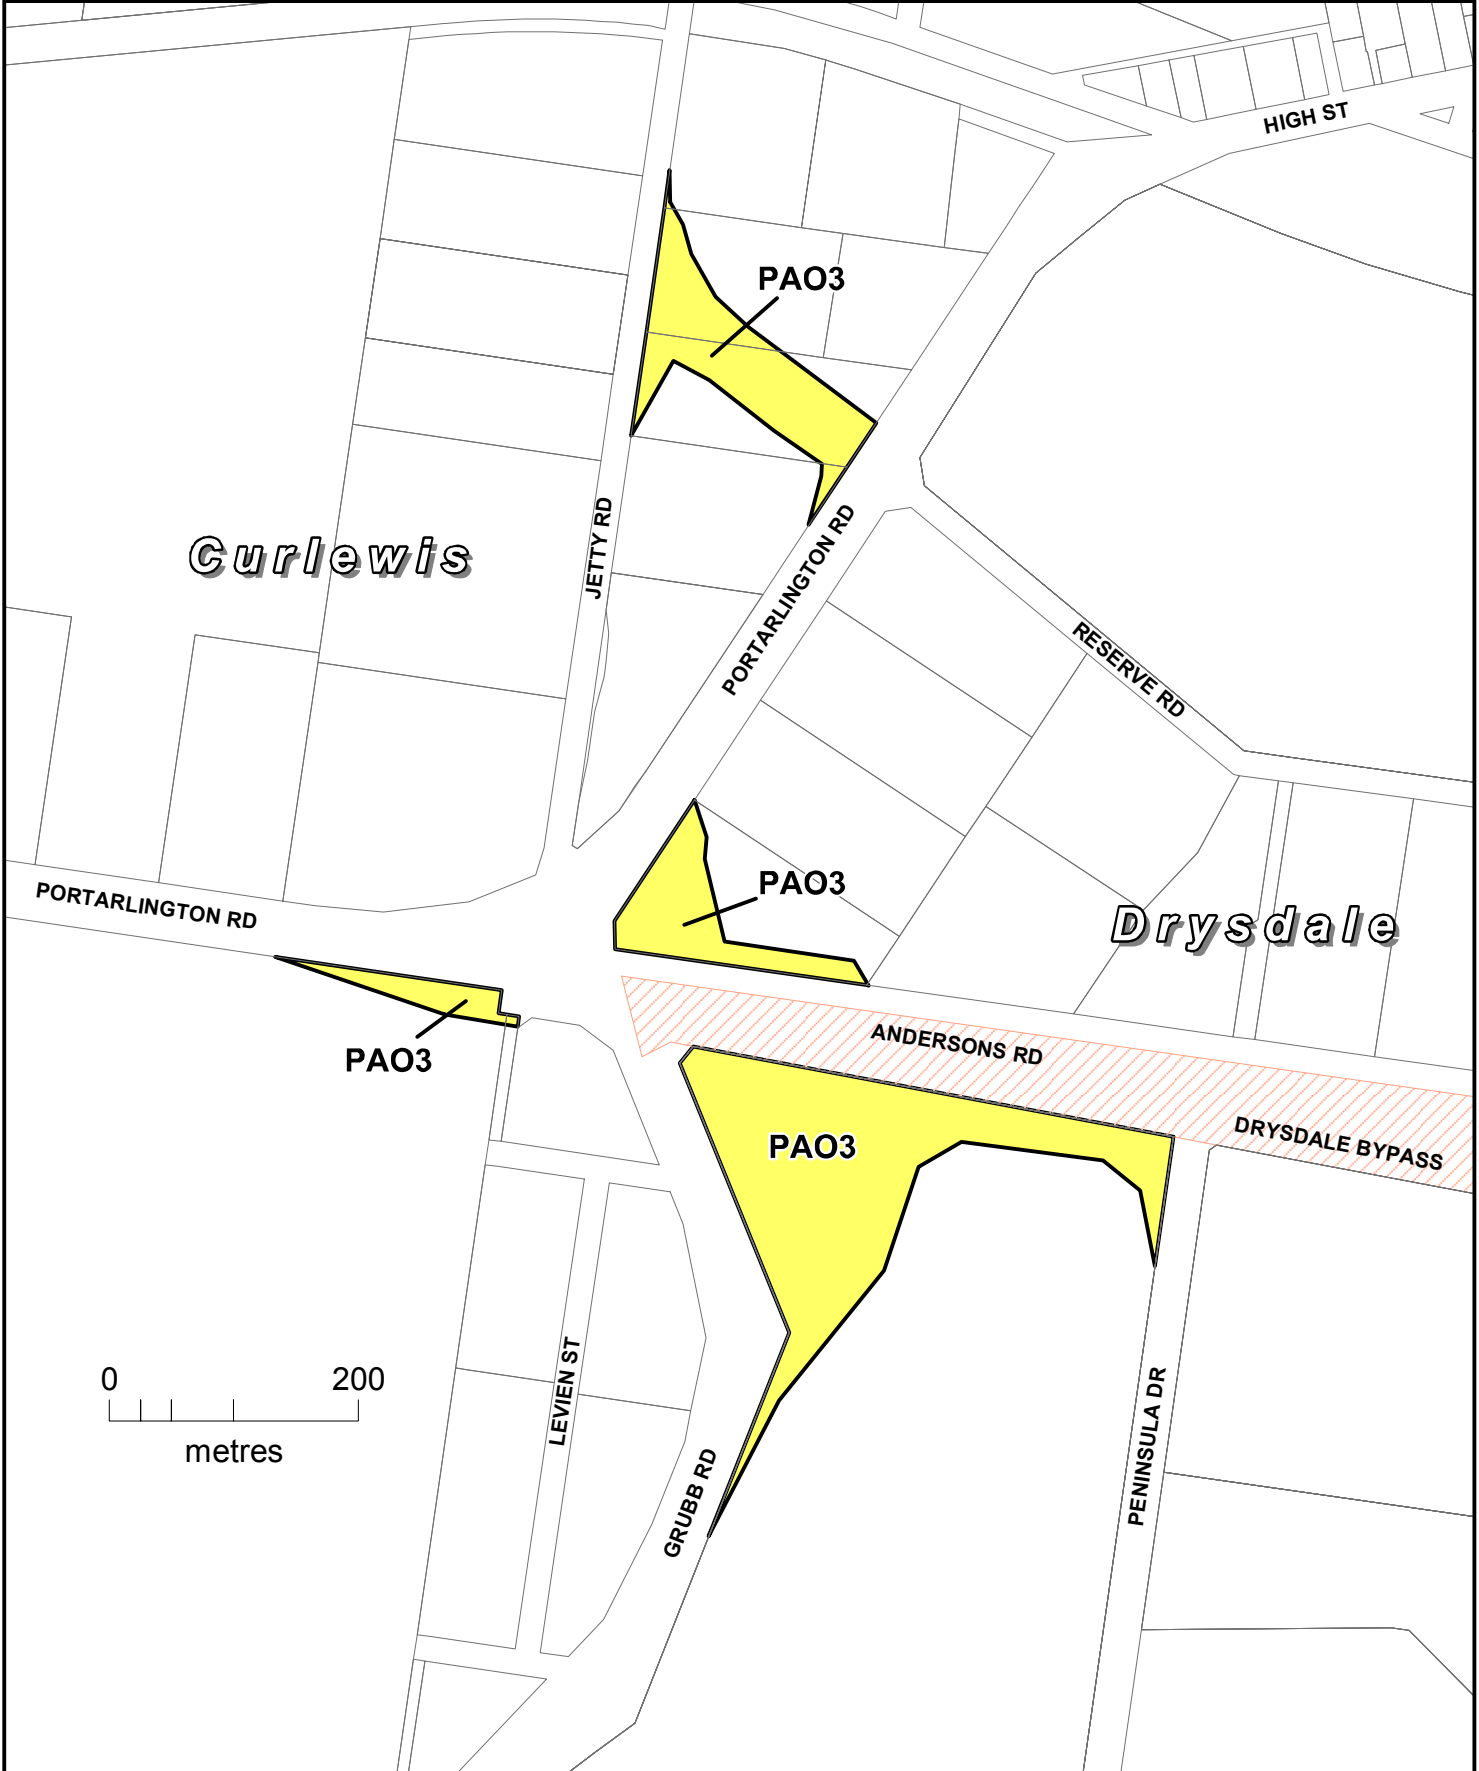 HIGH ST
PAO3
JETTY RD
Curlewis
PORTARLINGTON RD
RESERVE RD
PAO3
PORTARLINGTON RD
Drysdale
PAO3
ANDERSONS RD
PAO3
DRYSDALE BYPASS
0 200
metres
LEVIEN ST
PENINSULA DR
GRUBB RD